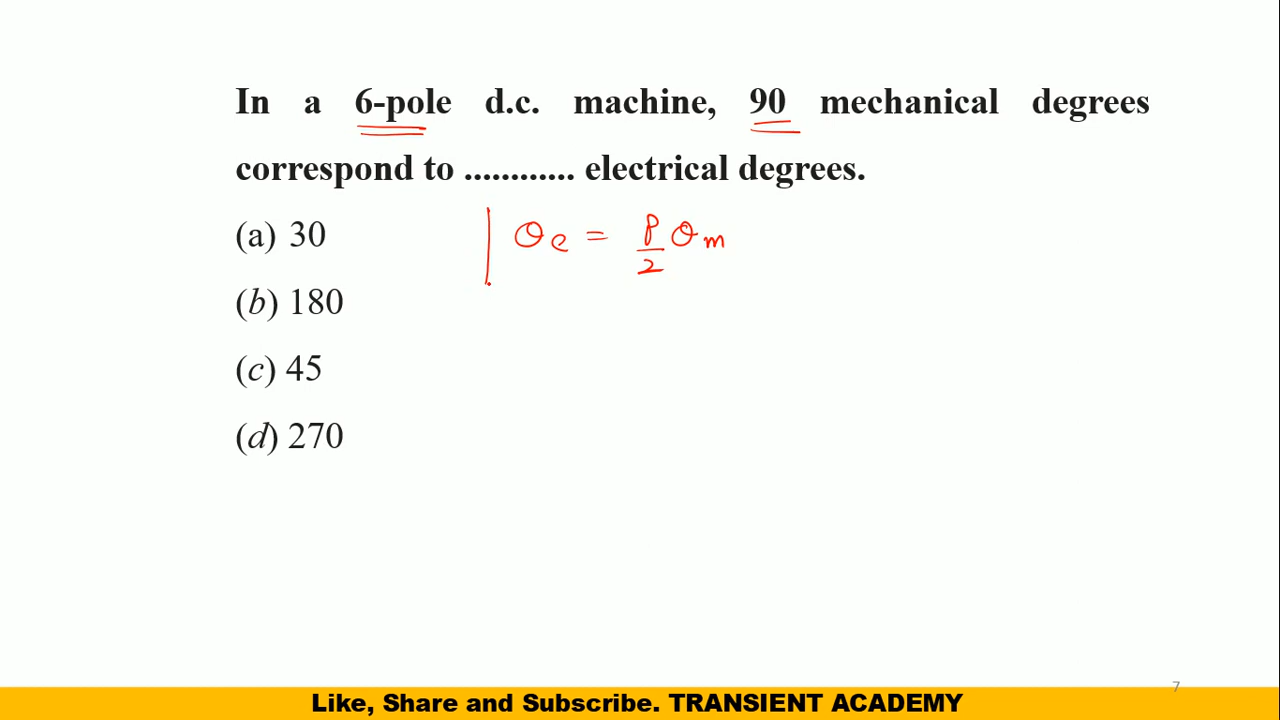 In a 6-pole d.c. machine, 90 mechanical degrees
correspond to ............ electrical degrees.
(a) 30
θe = P/2 θm
(b) 180
(c) 45
(d) 270
7
Like, Share and Subscribe. TRANSIENT ACADEMY